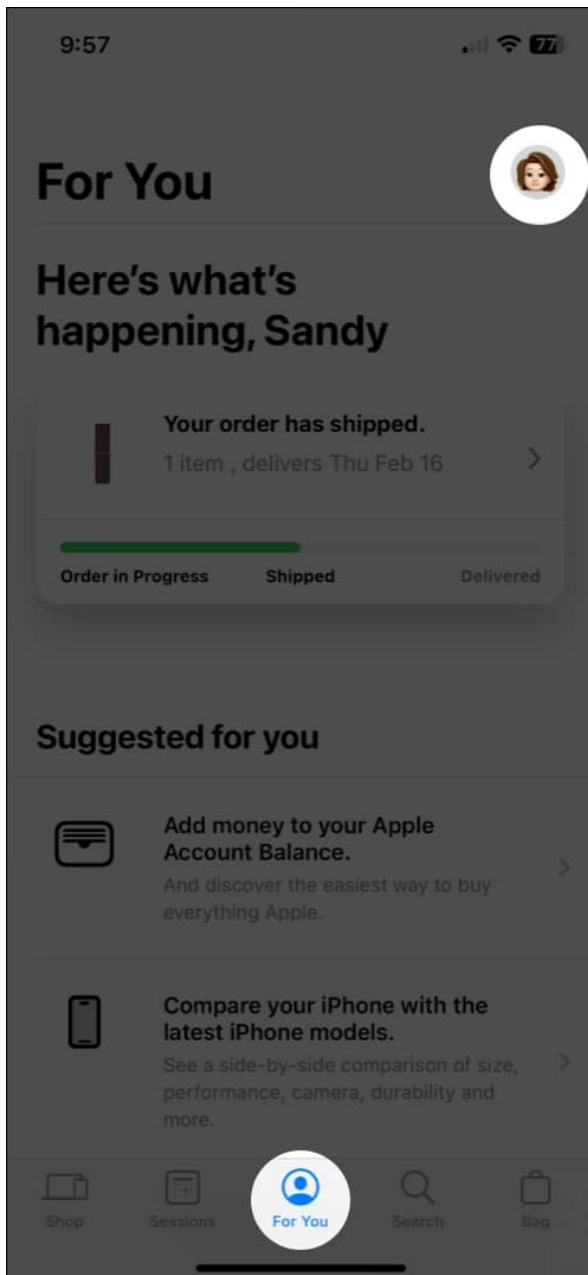 9:57
77
For You
Here's what's
happening, Sandy
Your order has shipped.
1 item , delivers Thu Feb 16
Order in Progress Shipped Delivered
Suggested for you
Add money to your Apple
Account Balance.
And discover the easiest way to buy
everything Apple.
Compare your iPhone with the
latest iPhone models.
See a side-by-side comparison of size,
performance, camera, durability and
more.
Shop Sessions For You Search Bag